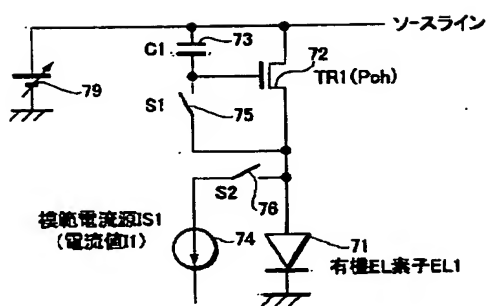 ソースライン
C1
73
72
TR1(Pch)
79
S1
75
S2
76
模範電流源IS1
(電流値I1)
74
71
有機EL素子EL1